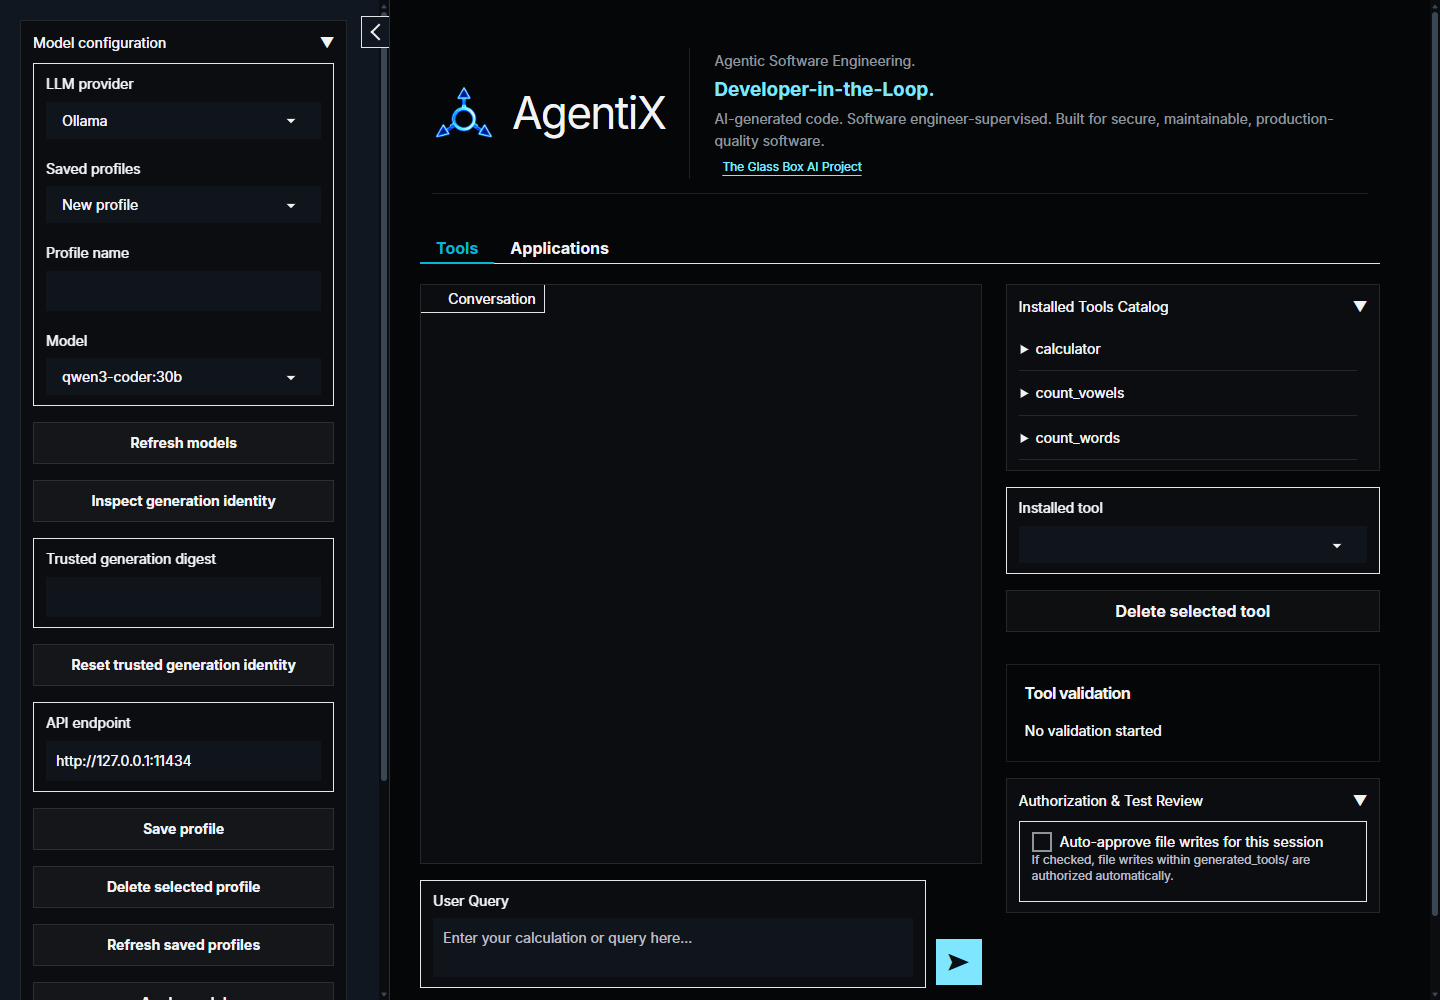 Model configuration
LLM provider
Ollama
Saved profiles
New profile
Profile name
Model
qwen3-coder:30b
Refresh models
Inspect generation identity
Trusted generation digest
Reset trusted generation identity
API endpoint
http://127.0.0.1:11434
Save profile
Delete selected profile
Refresh saved profiles
AgentiX
Agentic Software Engineering.
Developer-in-the-Loop.
AI-generated code. Software engineer-supervised. Built for secure, maintainable, production-
quality software.
The Glass Box AI Project
Tools
Applications
Conversation
User Query
Enter your calculation or query here...
Installed Tools Catalog
calculator
count_vowels
count_words
Installed tool
Delete selected tool
Tool validation
No validation started
Authorization & Test Review
Auto-approve file writes for this session
If checked, file writes within generated_tools/ are
authorized automatically.